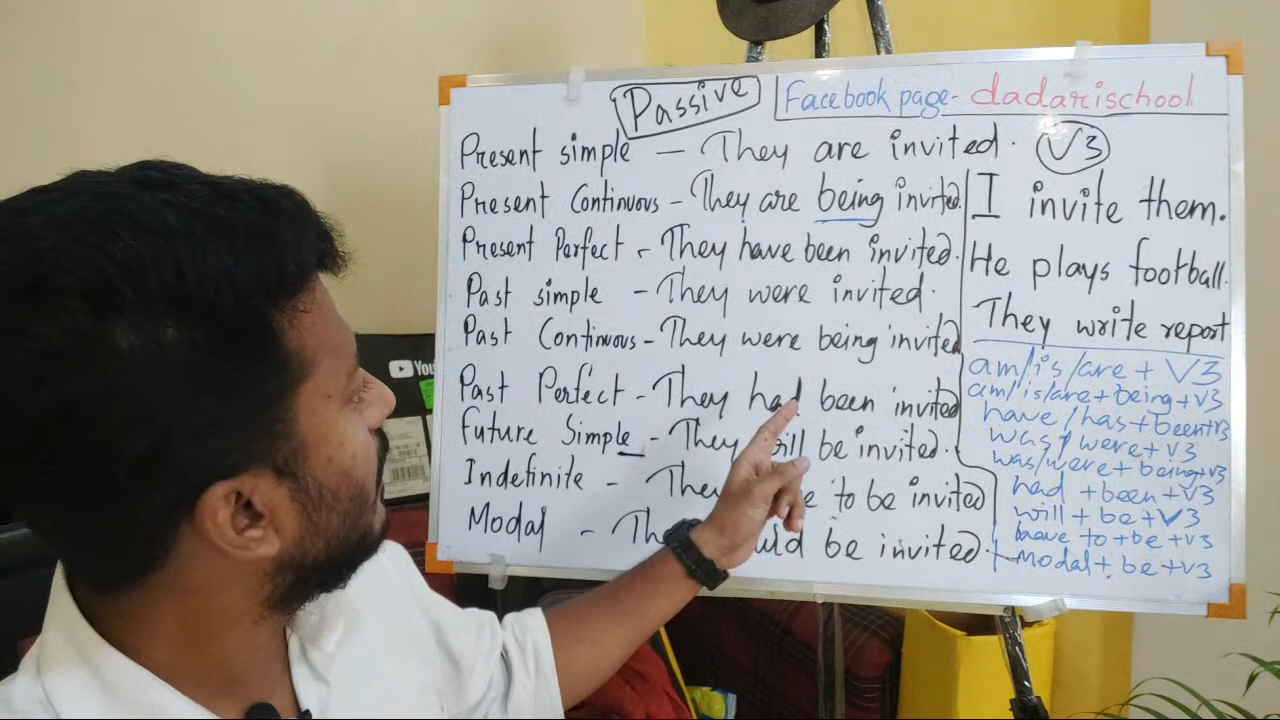 Passive
Facebook page- dadarischool
Present simple — They are invited. V3
Present Continuous - They are being invited.
Present Perfect - They have been invited.
Past simple - They were invited.
Past Continuous - They were being invited
Past Perfect - They had been invited
Future Simple - They will be invited.
Indefinite - to be invited
Modal - be invited.
I invite them.
He plays football.
They write report
am/is/are + V3
am/is/are + being + V3
have/has + been + V3
was/were + V3
was/were + being + V3
had + been + V3
will + be + V3
have to + be + V3
Modal + be + V3
YouT